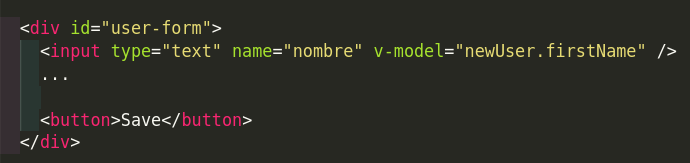 <div id="user-form">
<input type="text" name="nombre" v-model="newUser.firstName" />
...
<button>Save</button>
</div>